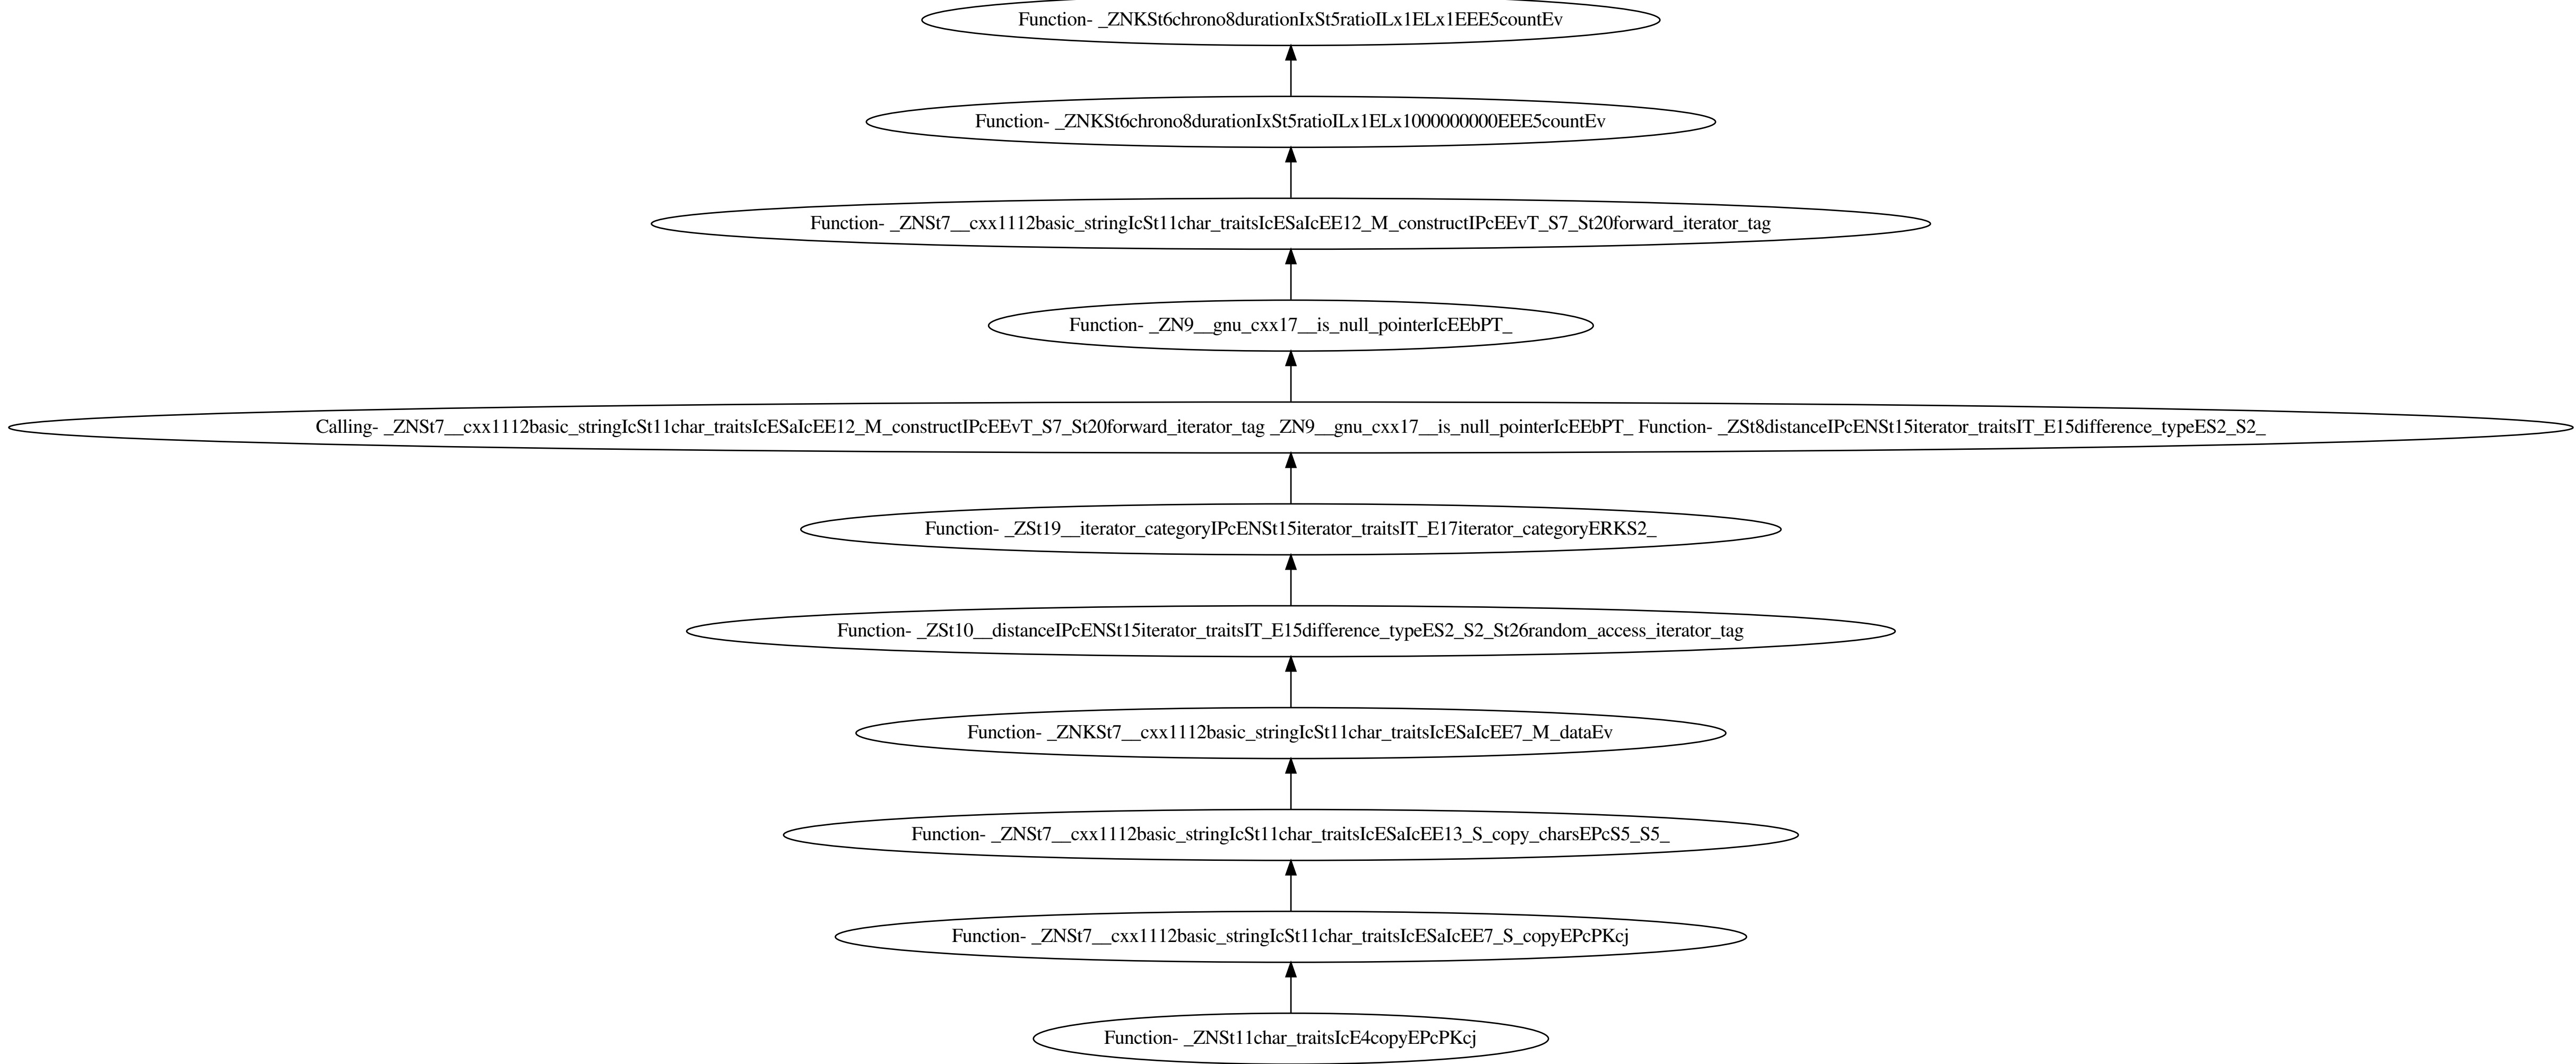 Function- _ZNKSt6chrono8durationIxSt5ratioILx1ELx1EEE5countEv
Function- _ZNKSt6chrono8durationIxSt5ratioILx1ELx1000000000EEE5countEv
Function- _ZNSt7__cxx1112basic_stringIcSt11char_traitsIcESaIcEE12_M_constructIPcEEvT_S7_St20forward_iterator_tag
Function- _ZN9__gnu_cxx17__is_null_pointerIcEEbPT_
Calling- _ZNSt7__cxx1112basic_stringIcSt11char_traitsIcESaIcEE12_M_constructIPcEEvT_S7_St20forward_iterator_tag _ZN9__gnu_cxx17__is_null_pointerIcEEbPT_ Function- _ZSt8distanceIPcENSt15iterator_traitsIT_E15difference_typeES2_S2_
Function- _ZSt19__iterator_categoryIPcENSt15iterator_traitsIT_E17iterator_categoryERKS2_
Function- _ZSt10__distanceIPcENSt15iterator_traitsIT_E15difference_typeES2_S2_St26random_access_iterator_tag
Function- _ZNKSt7__cxx1112basic_stringIcSt11char_traitsIcESaIcEE7_M_dataEv
Function- _ZNSt7__cxx1112basic_stringIcSt11char_traitsIcESaIcEE13_S_copy_charsEPcS5_S5_
Function- _ZNSt7__cxx1112basic_stringIcSt11char_traitsIcESaIcEE7_S_copyEPcPKcj
Function- _ZNSt11char_traitsIcE4copyEPcPKcj